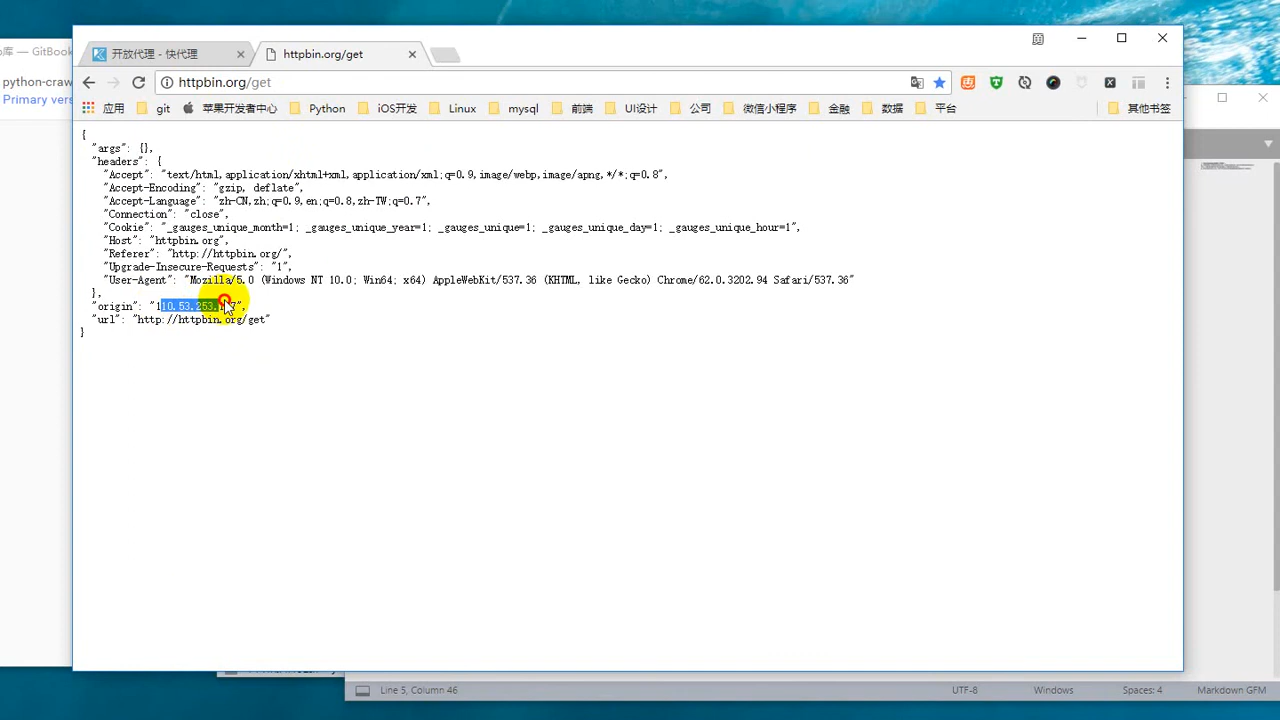 开放代理 - 快代理
httpbin.org/get
库 — GitBook
python-craw
Primary vers
httpbin.org/get
应用 git 苹果开发者中心 Python iOS开发 Linux mysql 前端 UI设计 公司 微信小程序 金融 数据 平台 其他书签
{
"args": {},
"headers": {
"Accept": "text/html,application/xhtml+xml,application/xml;q=0.9,image/webp,image/apng,*/*;q=0.8",
"Accept-Encoding": "gzip, deflate",
"Accept-Language": "zh-CN,zh;q=0.9,en;q=0.8,zh-TW;q=0.7",
"Connection": "close",
"Cookie": "_gauges_unique_month=1; _gauges_unique_year=1; _gauges_unique=1; _gauges_unique_day=1; _gauges_unique_hour=1",
"Host": "httpbin.org",
"Referer": "http://httpbin.org/",
"Upgrade-Insecure-Requests": "1",
"User-Agent": "Mozilla/5.0 (Windows NT 10.0; Win64; x64) AppleWebKit/537.36 (KHTML, like Gecko) Chrome/62.0.3202.94 Safari/537.36"
},
"origin":
"url": "http://httpbin.org/get"
}
Line 5, Column 46 UTF-8 Windows Spaces: 4 Markdown GFM